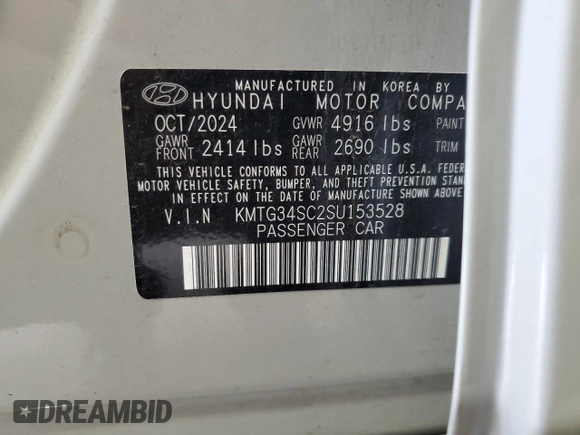 MANUFACTURED IN KOREA BY
HYUNDAI MOTOR COMPA
OCT/2024 GVWR 4916 lbs PAINT
GAWR FRONT 2414 lbs GAWR REAR 2690 lbs TRIM
THIS VEHICLE CONFORMS TO ALL APPLICABLE U.S.A. FEDER
MOTOR VEHICLE SAFETY, BUMPER, AND THEFT PREVENTION STAN
IN EFFECT ON THE DATE OF MANUFACTURE SHOWN ABOVE.
V.I.N KMTG34SC2SU153528
PASSENGER CAR
DREAMBID